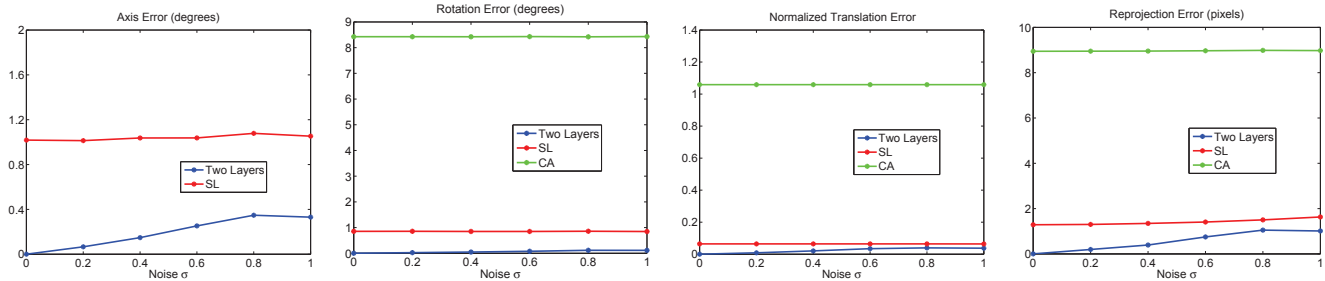 Axis Error (degrees)
2
1.6
1.2
0.8
0.4
0
0 0.2 0.4 0.6 0.8 1
Noise σ
Two Layers
SL
Rotation Error (degrees)
9
8
7
6
5
4
3
2
1
0
0 0.2 0.4 0.6 0.8 1
Noise σ
Two Layers
SL
CA
Normalized Translation Error
1.4
1.2
1
0.8
0.6
0.4
0.2
0
0 0.2 0.4 0.6 0.8 1
Noise σ
Two Layers
SL
CA
Reprojection Error (pixels)
10
8
6
4
2
0
0 0.2 0.4 0.6 0.8 1
Noise σ
Two Layers
SL
CA